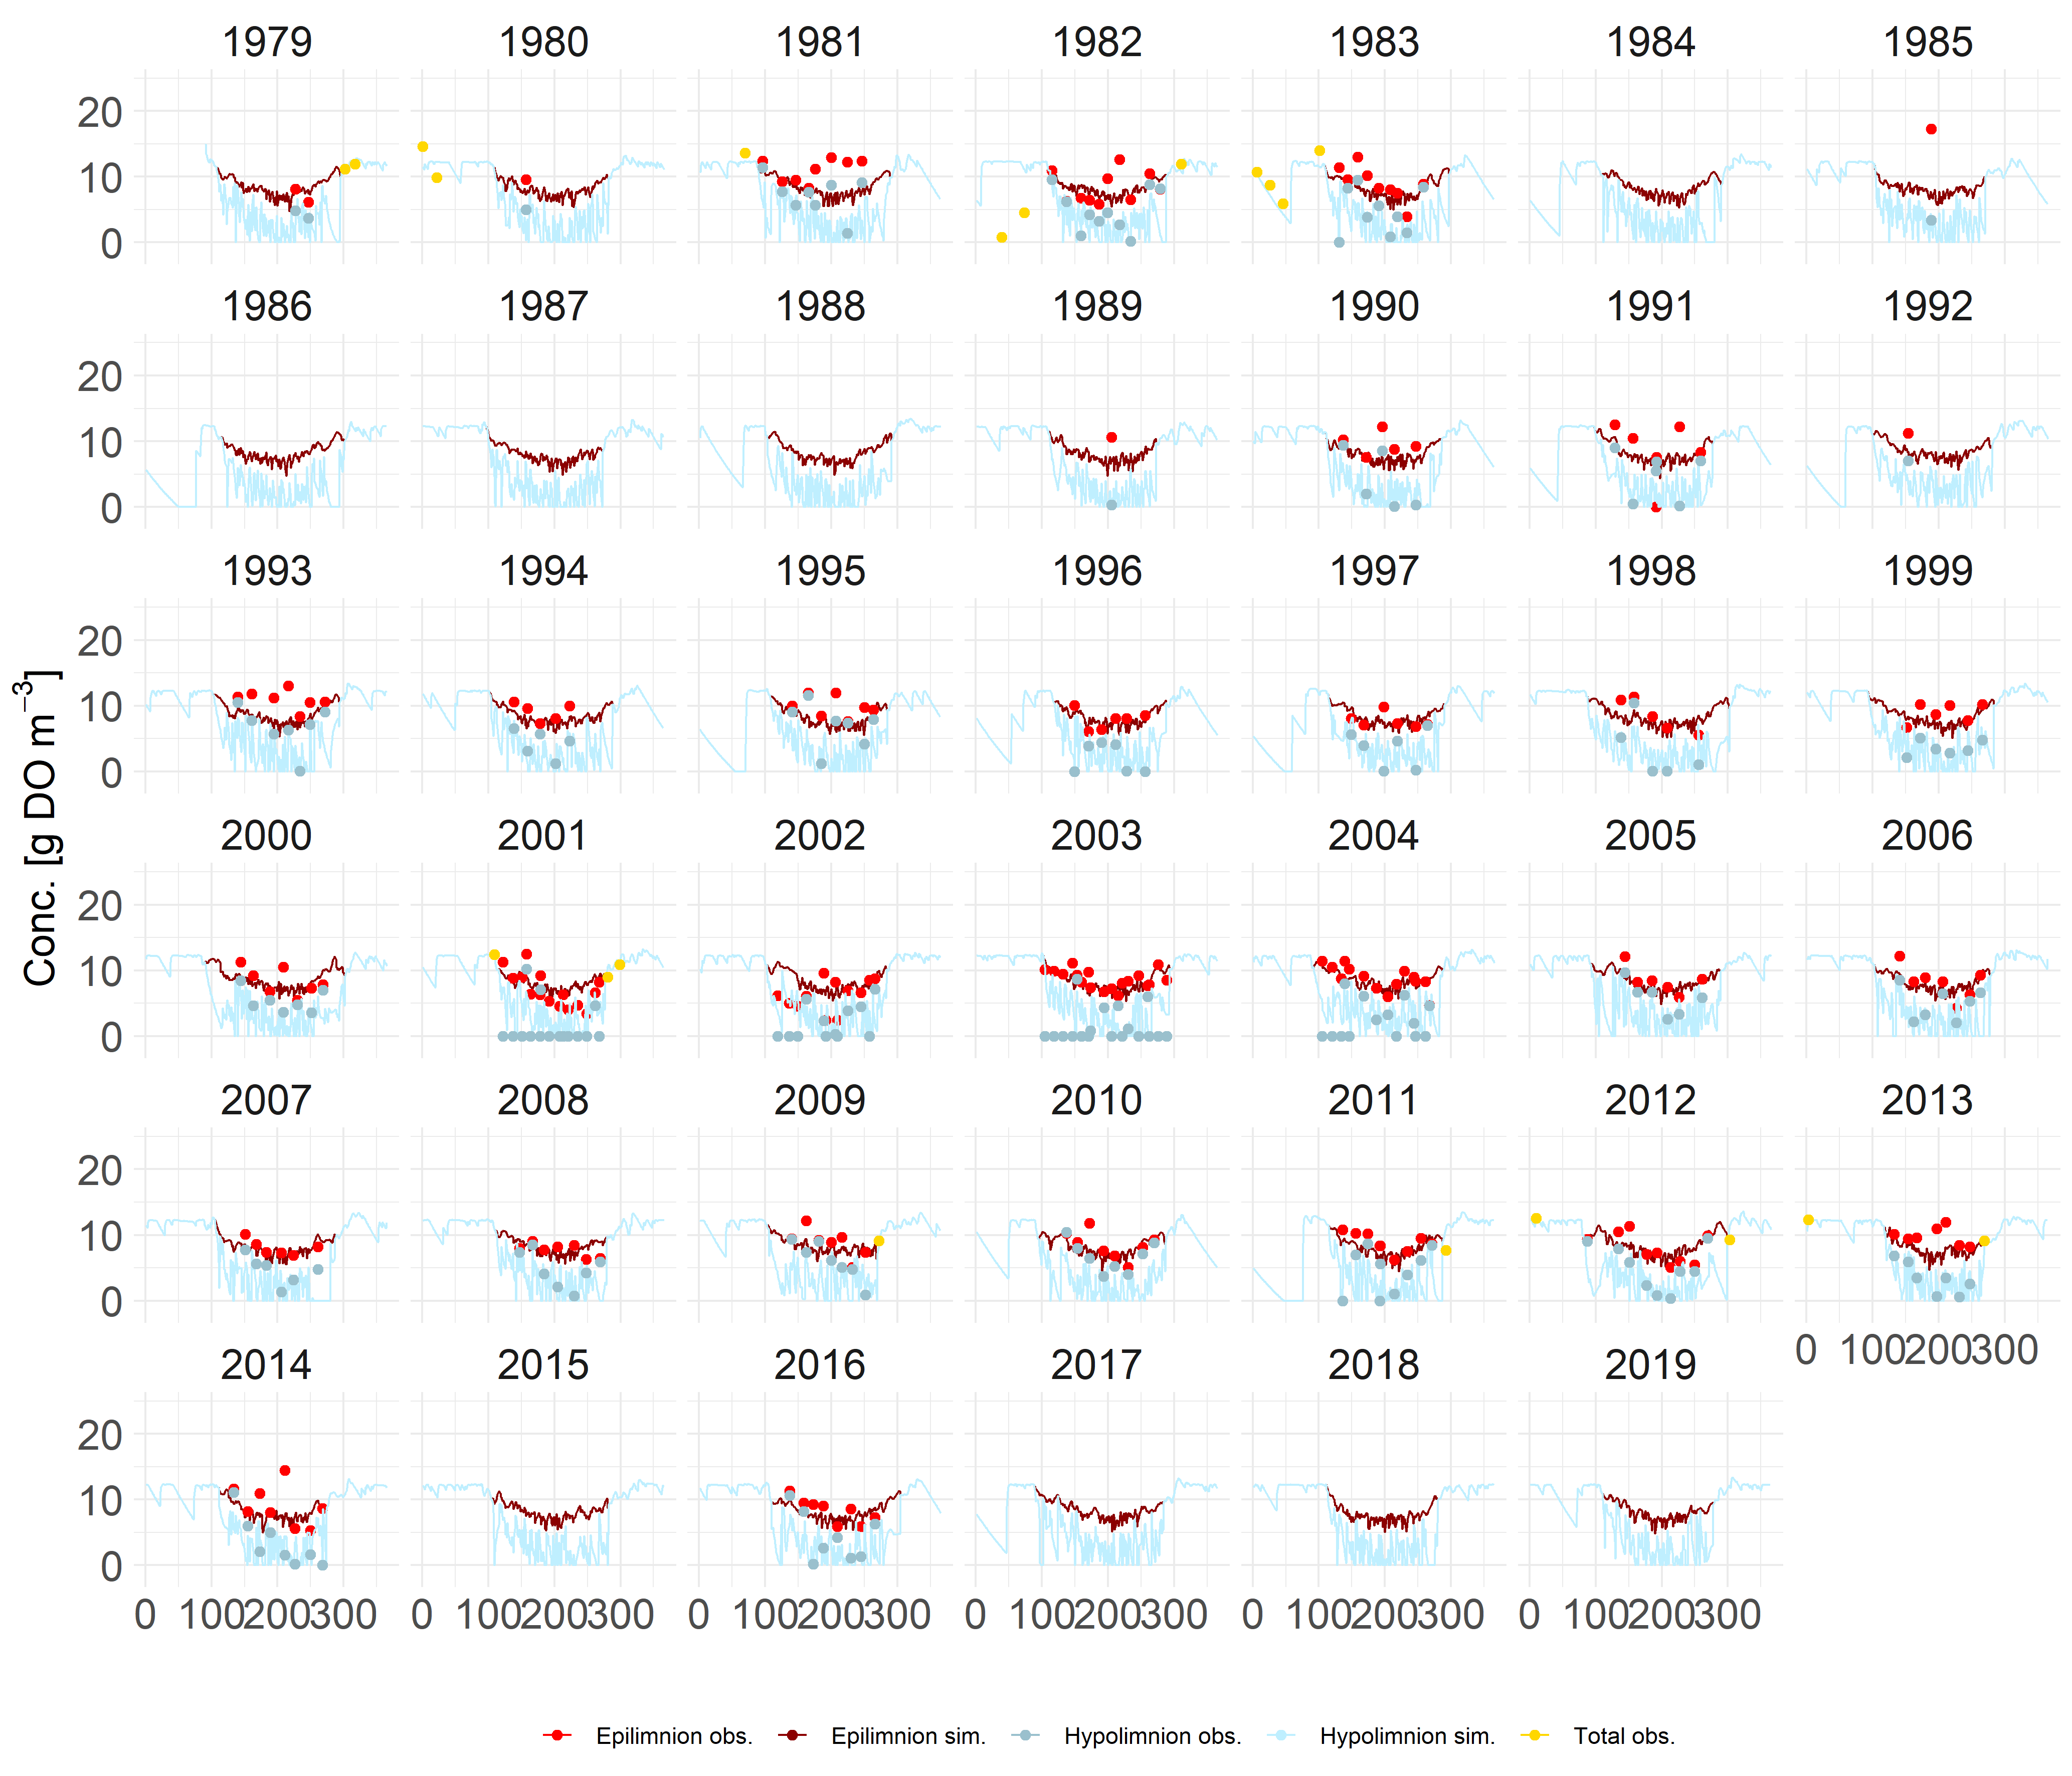 1979 1980 1981 1982 1983 1984 1985
20
10
0
1986 1987 1988 1989 1990 1991 1992
20
10
0
1993 1994 1995 1996 1997 1998 1999
20
10
0
Conc. [g DO m⁻³]
2000 2001 2002 2003 2004 2005 2006
20
10
0
2007 2008 2009 2010 2011 2012 2013
20
10
0
0 100 200 300
2014 2015 2016 2017 2018 2019
20
10
0
0 100 200 300 0 100 200 300 0 100 200 300 0 100 200 300 0 100 200 300 0 100 200 300
Epilimnion obs. Epilimnion sim. Hypolimnion obs. Hypolimnion sim. Total obs.